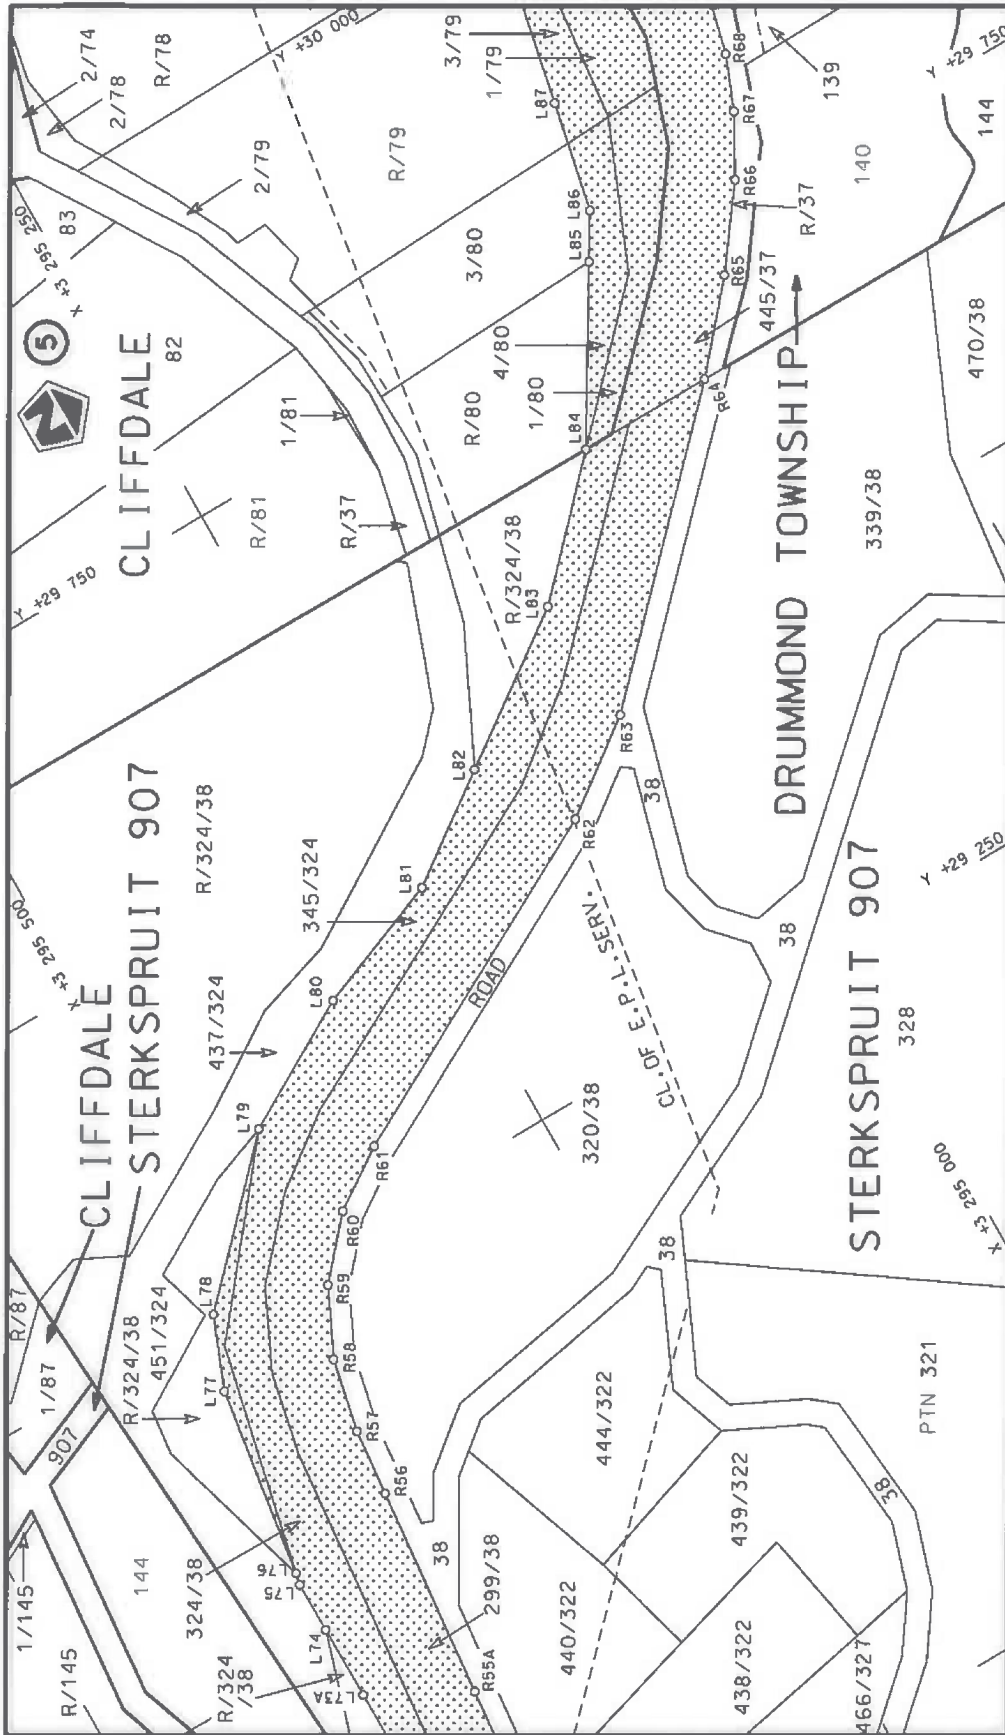 CLIFFDALE
STERKSPRUIT 907
CLIFFDALE
82
5
R/87
1/87
907
1/145
R/145
144
R/324/38
451/324
437/324
R/324/38
345/324
X +3 295 500
Y +29 750
R/81
1/81
R/37
83
X +3 295 250
2/74
2/78
R/78
Y +30 000
2/79
R/79
3/79
1/79
3/80
4/80
R/80
1/80
R/324/38
324/38
R/324
/38
L73A
L74
L75
L76
L77
L78
L79
L80
L81
L82
L83
L84
L85
L86
L87
R55A
R56
R57
R58
R59
R60
R61
R62
R63
R64
R65
R66
R67
R68
299/38
ROAD
CL. OF E.P.L. SERV.
320/38
38
38
38
38
38
445/37
R/37
139
140
144
Y +29 750
DRUMMOND TOWNSHIP
339/38
470/38
STERKSPRUIT 907
328
Y +29 250
X +3 295 000
PTN 321
444/322
439/322
440/322
438/322
466/327